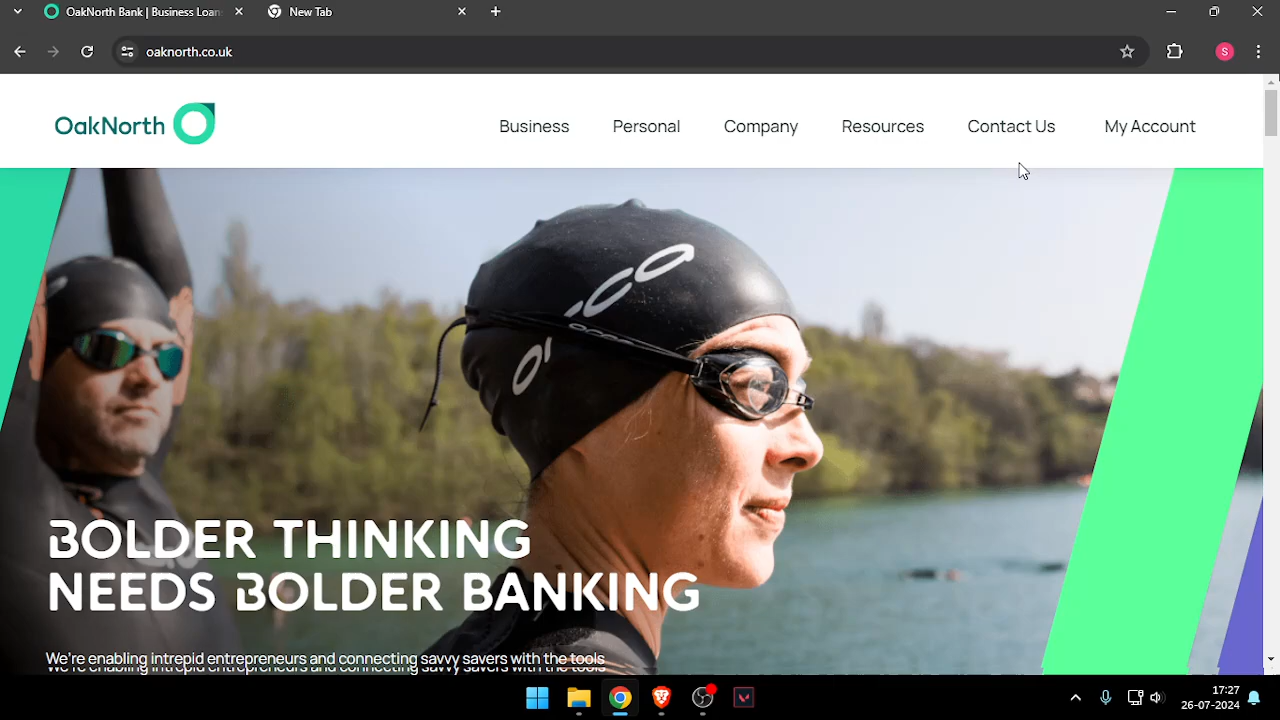 OakNorth Bank | Business Loan
New Tab
oaknorth.co.uk
S
OakNorth
Business
Personal
Company
Resources
Contact Us
My Account
orca
BOLDER THINKING
NEEDS BOLDER BANKING
We're enabling intrepid entrepreneurs and connecting savvy savers with the tools
17:27
26-07-2024